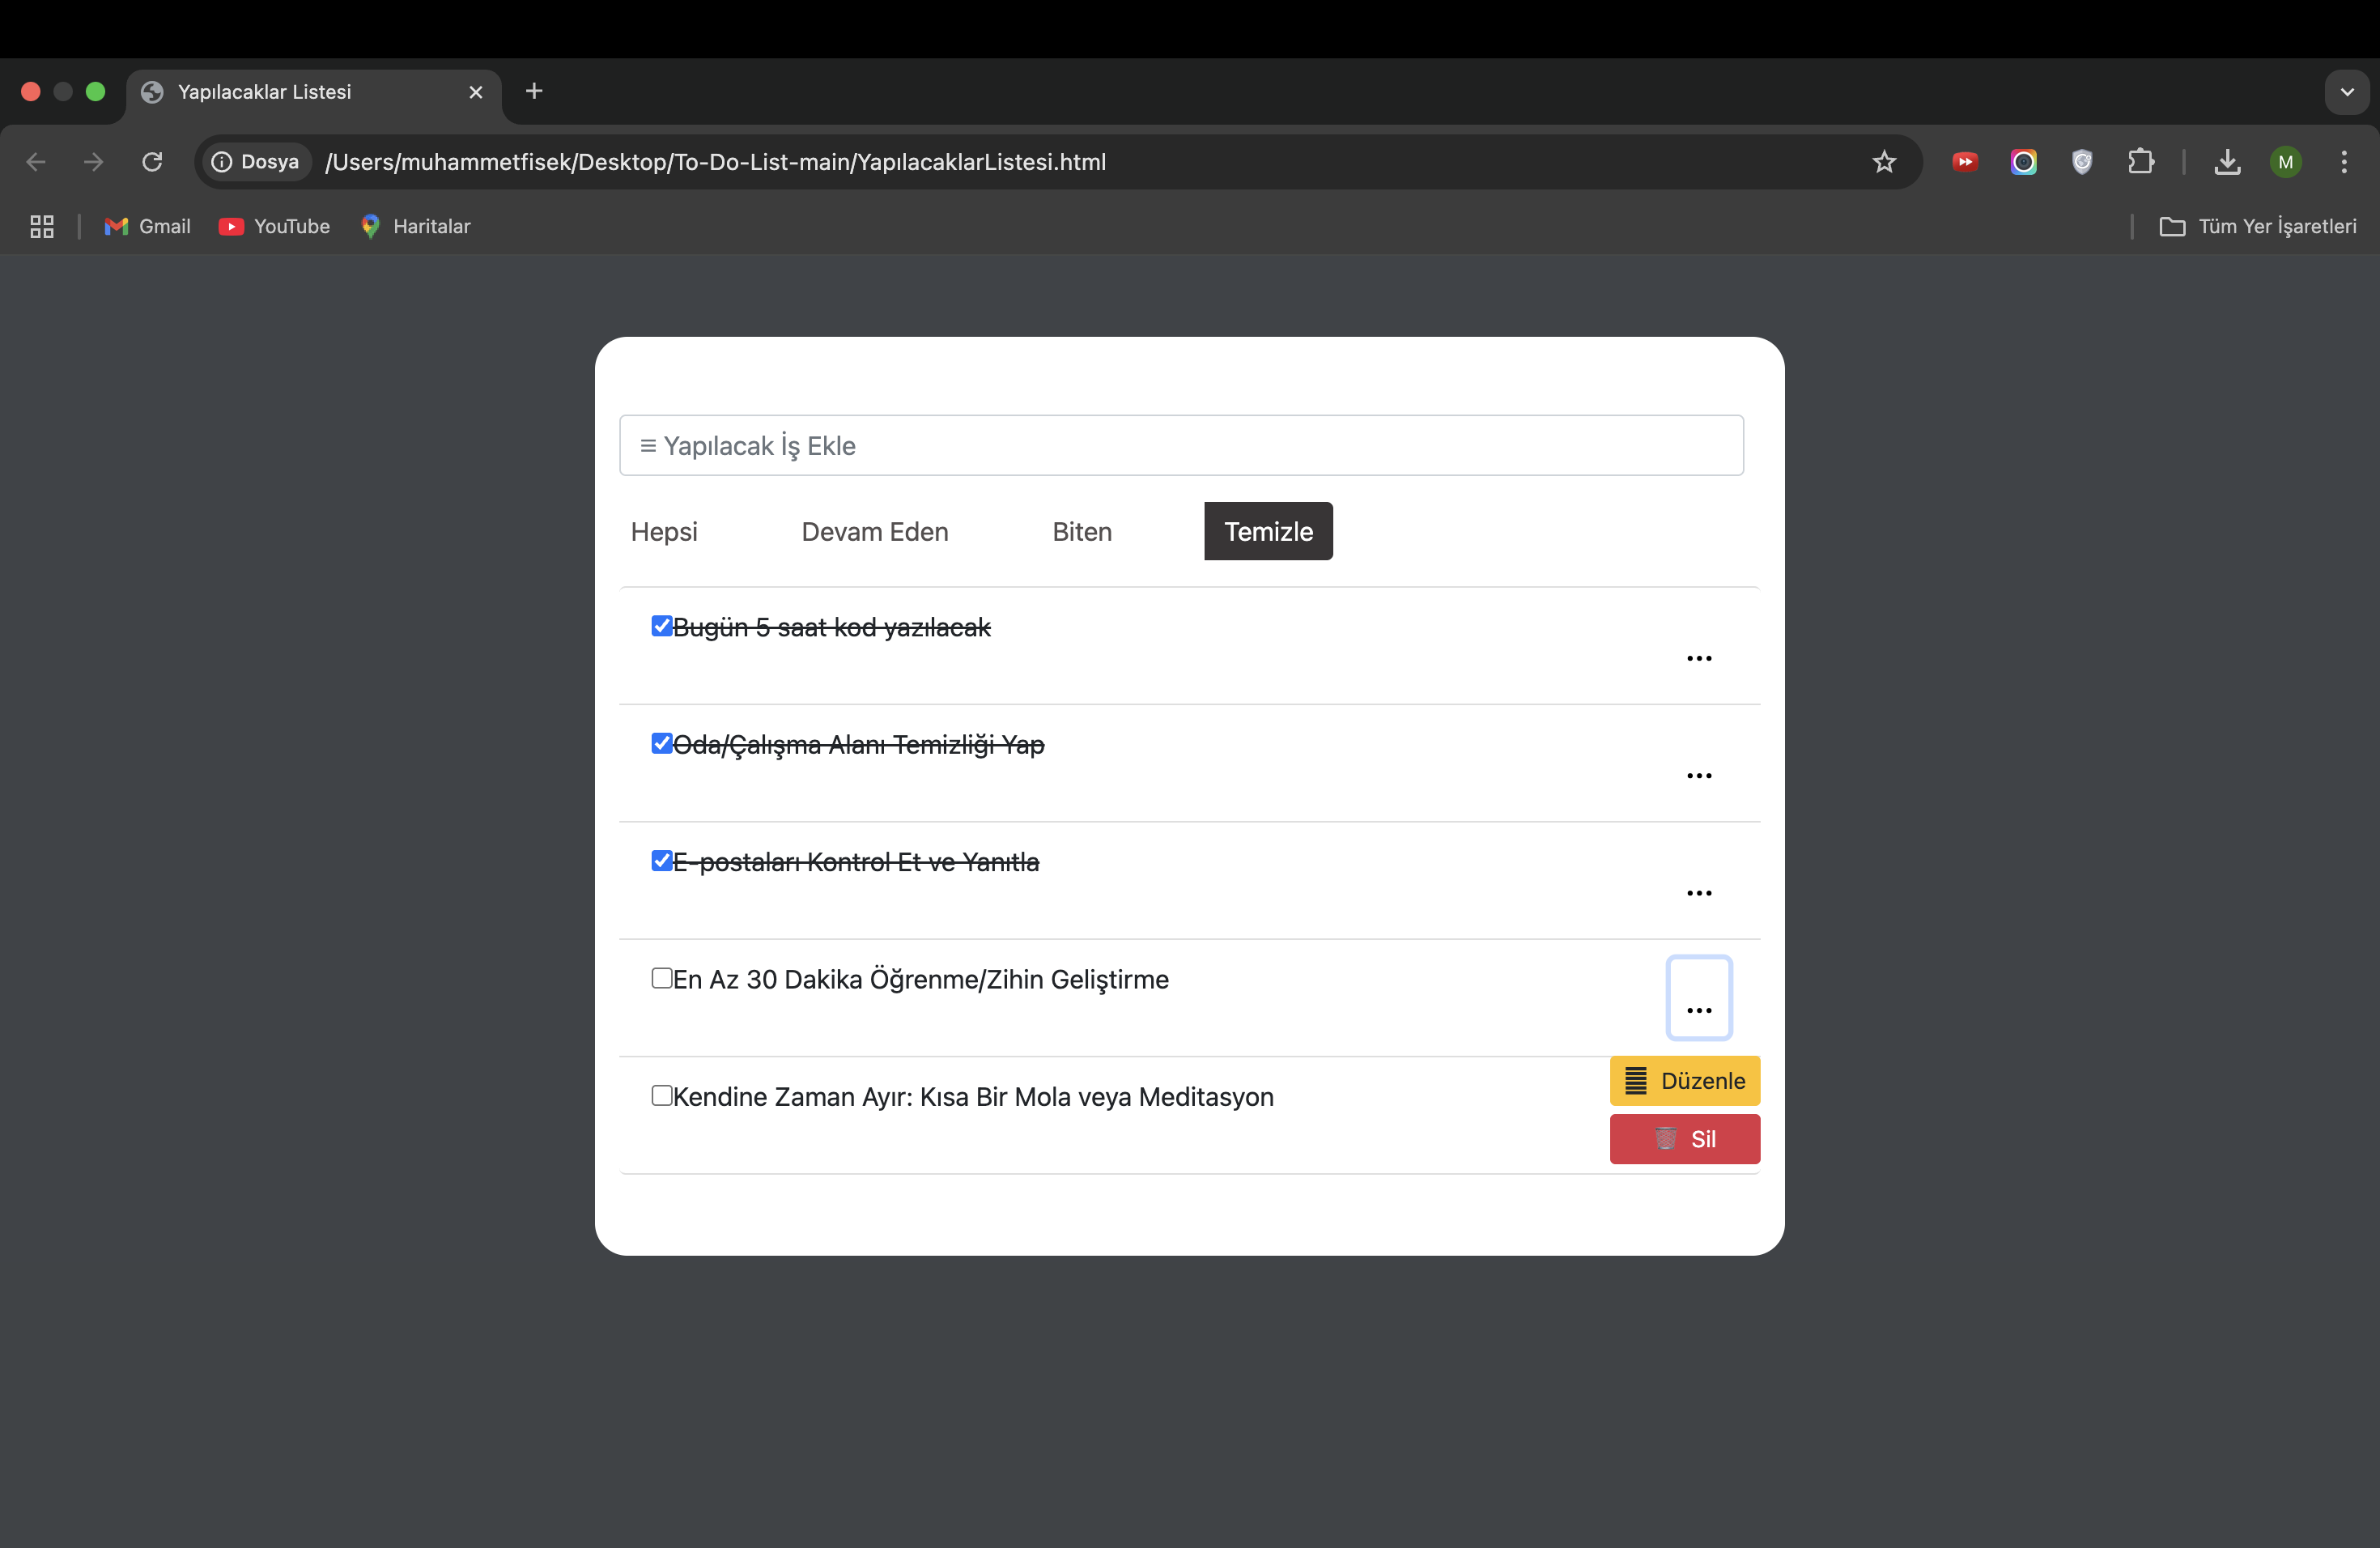 Yapılacaklar Listesi
Dosya /Users/muhammetfisek/Desktop/To-Do-List-main/YapılacaklarListesi.html
M
Gmail YouTube Haritalar Tüm Yer İşaretleri
Yapılacak İş Ekle
Hepsi Devam Eden Biten Temizle
Bugün 5 saat kod yazılacak
...
Oda/Çalışma Alanı Temizliği Yap
...
E-postaları Kontrol Et ve Yanıtla
...
En Az 30 Dakika Öğrenme/Zihin Geliştirme
...
Düzenle
Kendine Zaman Ayır: Kısa Bir Mola veya Meditasyon
Sil